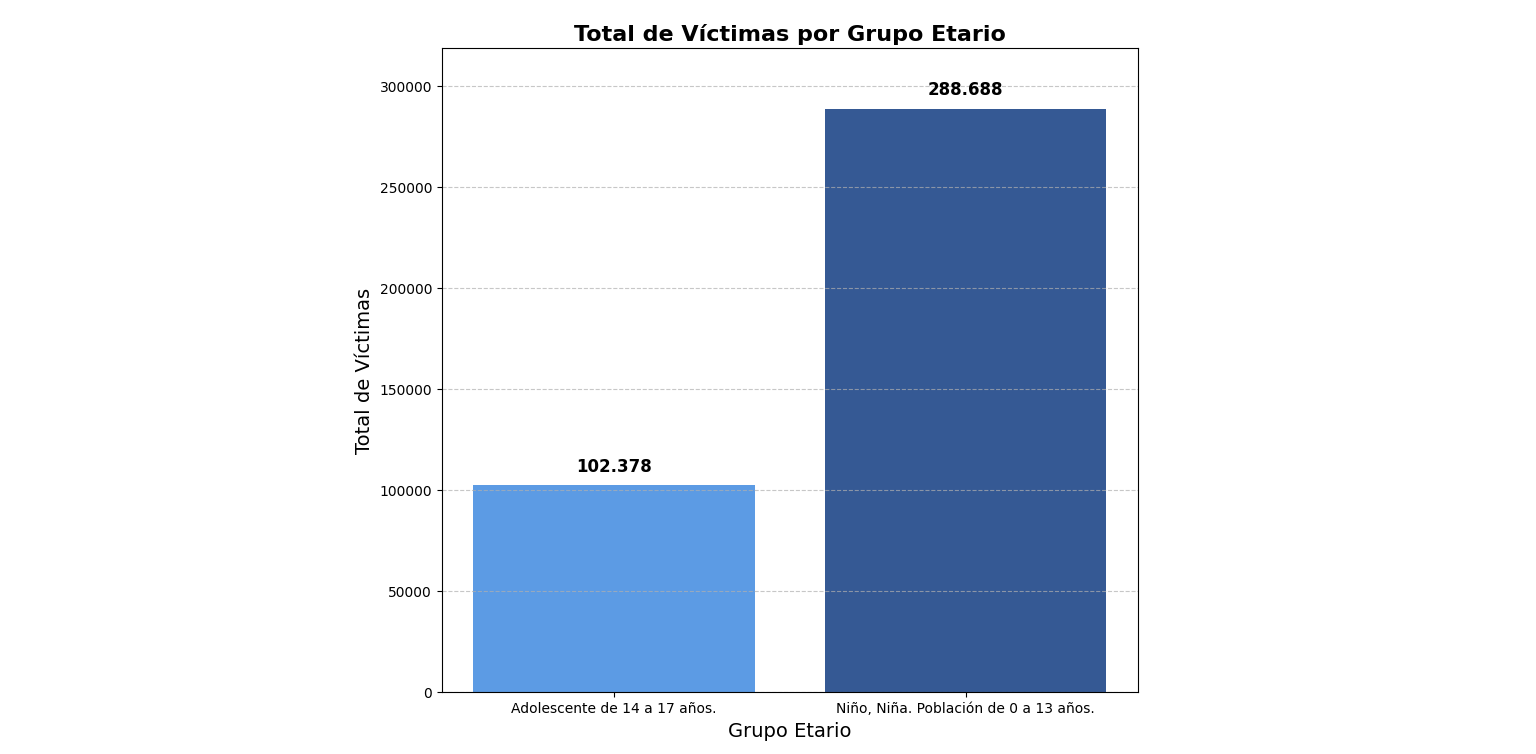 Total de Víctimas por Grupo Etario
300000
250000
200000
150000
100000
50000
0
288.688
102.378
Total de Víctimas
Adolescente de 14 a 17 años.
Niño, Niña. Población de 0 a 13 años.
Grupo Etario